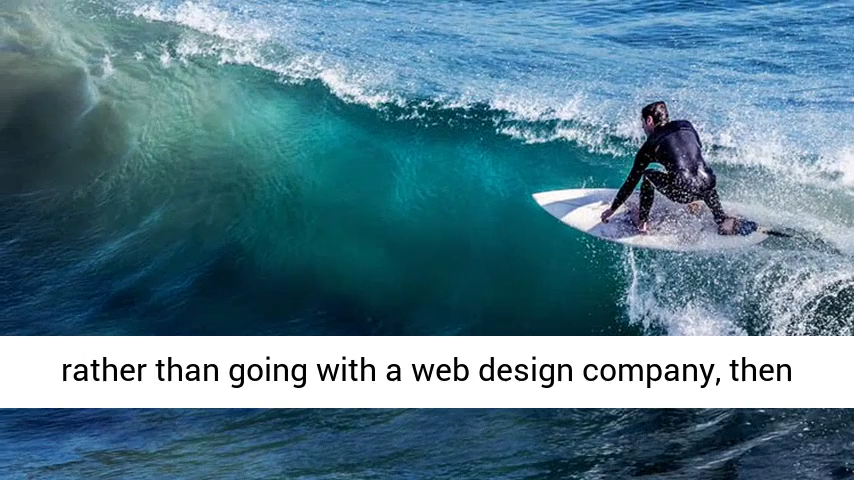 rather than going with a web design company, then